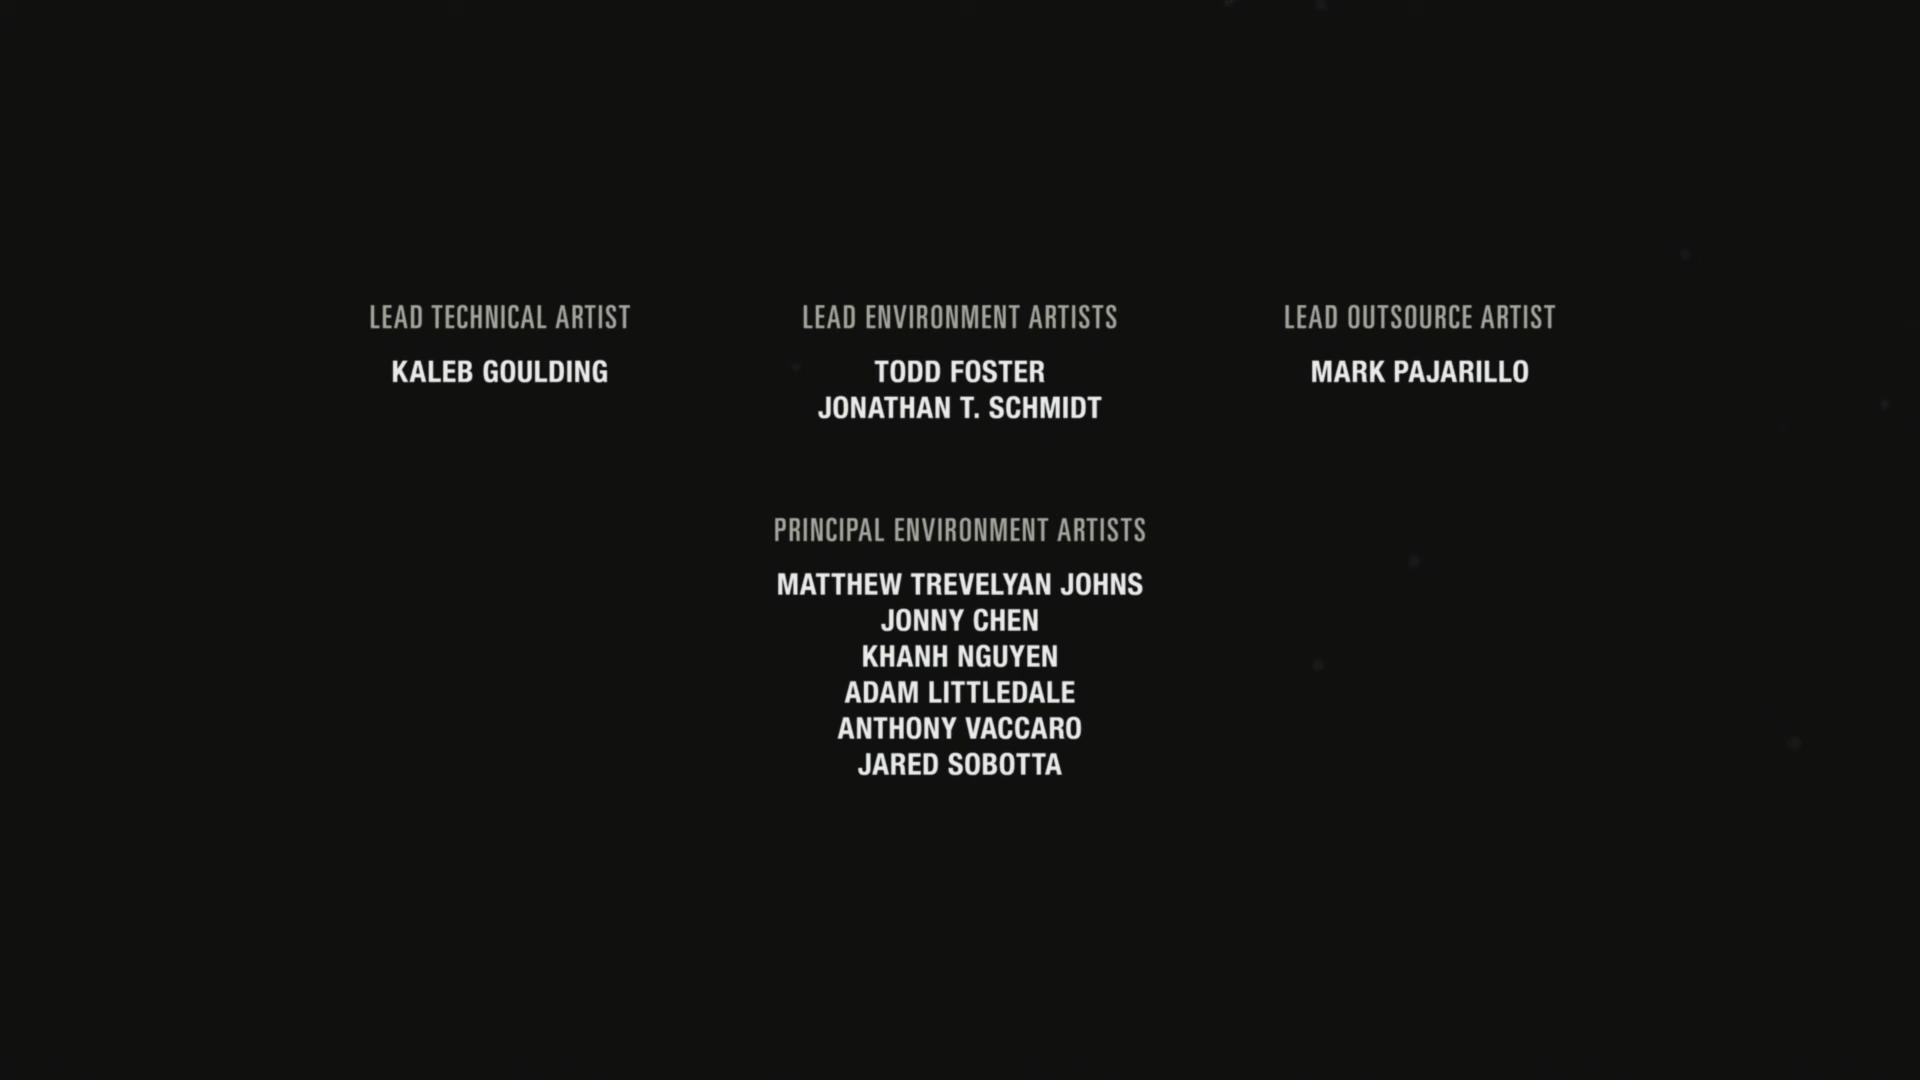 LEAD TECHNICAL ARTIST
KALEB GOULDING
LEAD ENVIRONMENT ARTISTS
TODD FOSTER
JONATHAN T. SCHMIDT
LEAD OUTSOURCE ARTIST
MARK PAJARILLO
PRINCIPAL ENVIRONMENT ARTISTS
MATTHEW TREVELYAN JOHNS
JONNY CHEN
KHANH NGUYEN
ADAM LITTLEDALE
ANTHONY VACCARO
JARED SOBOTTA